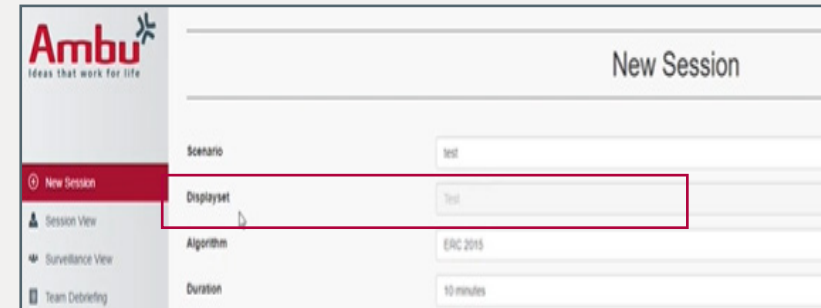 Ambu
Ideas that work for life
New Session
Scenario
test
New Session
Displayset
Test
Session View
Algorithm
ERC 2015
Surveillance View
Duration
10 minutes
Team Debriefing